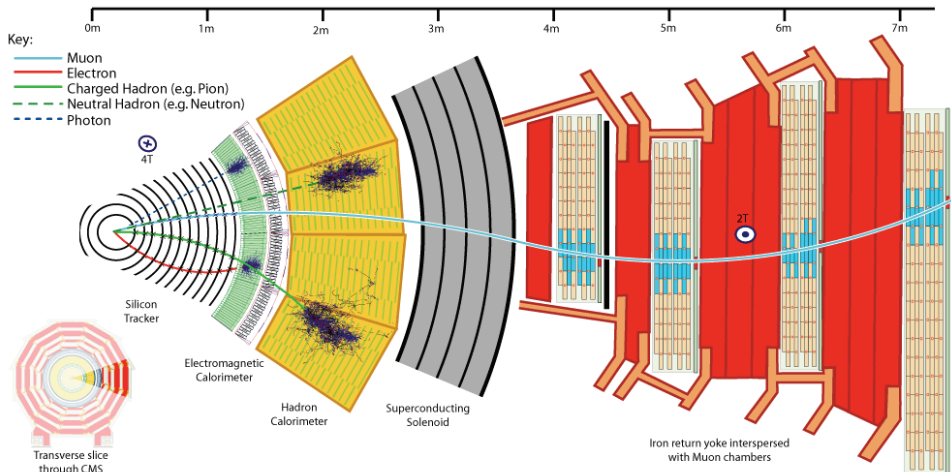 0m 1m 2m 3m 4m 5m 6m 7m
Key:
Muon
Electron
Charged Hadron (e.g. Pion)
Neutral Hadron (e.g. Neutron)
Photon
4T
2T
Silicon
Tracker
Electromagnetic
Calorimeter
Hadron
Calorimeter
Superconducting
Solenoid
Iron return yoke interspersed
with Muon chambers
Transverse slice
through CMS